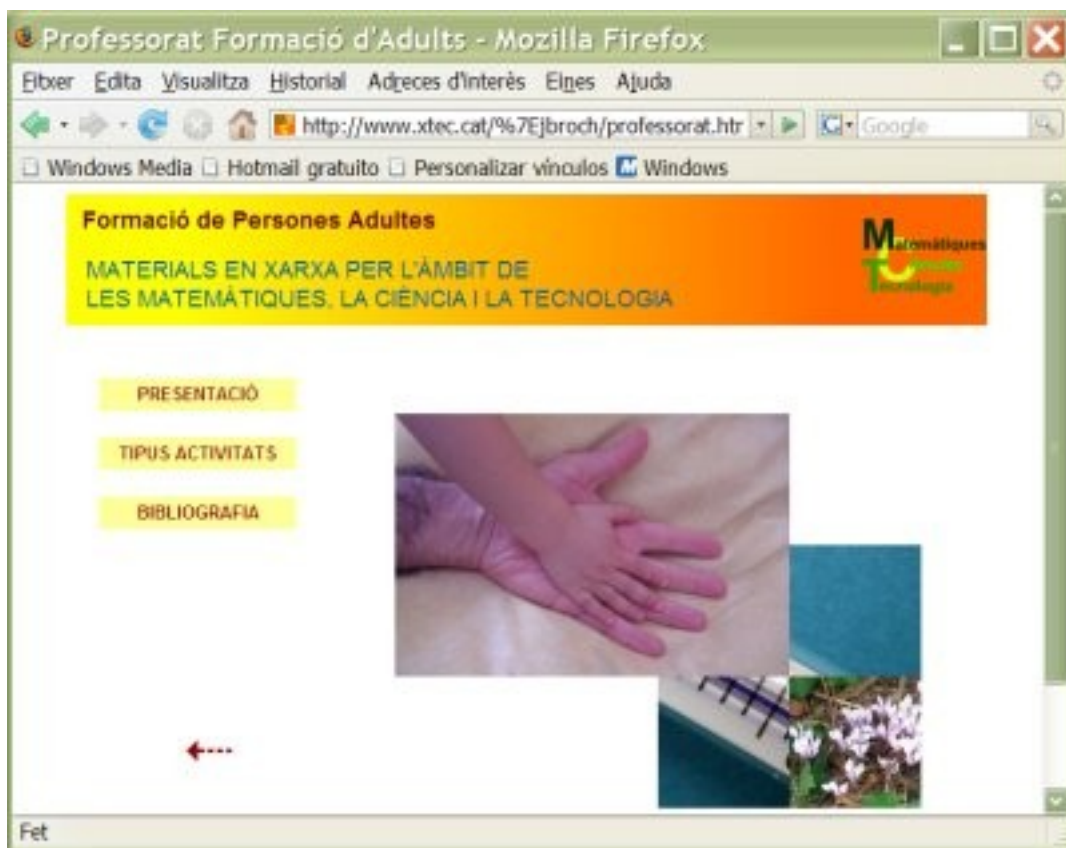 Professorat Formació d'Adults - Mozilla Firefox
Fitxer Edita Visualitza Historial Adreces d'interès Eines Ajuda
http://www.xtec.cat/%7Ejbroch/professorat.htr Google
Windows Media Hotmail gratuito Personalizar vínculos Windows
Formació de Persones Adultes
MATERIALS EN XARXA PER L'ÀMBIT DE
LES MATEMÀTIQUES, LA CIÈNCIA I LA TECNOLOGIA
Matemàtiques
Ciències
Tecnologia
PRESENTACIÓ
TIPUS ACTIVITATS
BIBLIOGRAFIA
Fet